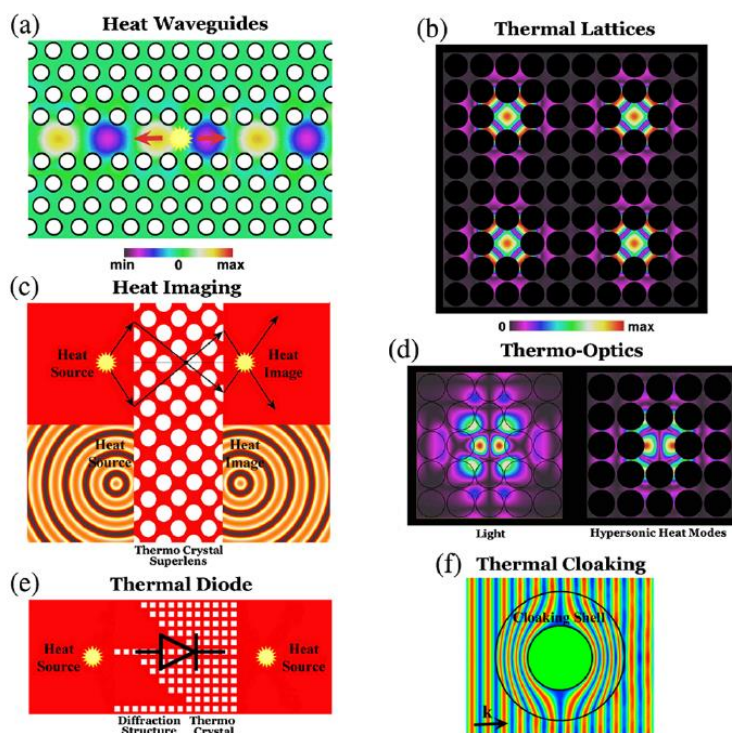 (a)
Heat Waveguides
min 0 max
(b)
Thermal Lattices
0 max
(c)
Heat Imaging
Heat
Source
Heat
Image
Heat
Source
Heat
Image
Thermo Crystal
Superlens
(d)
Thermo-Optics
Light
Hypersonic Heat Modes
(e)
Thermal Diode
Heat
Source
Heat
Source
Diffraction
Structure
Thermo
Crystal
(f)
Thermal Cloaking
Cloaking Shell
k